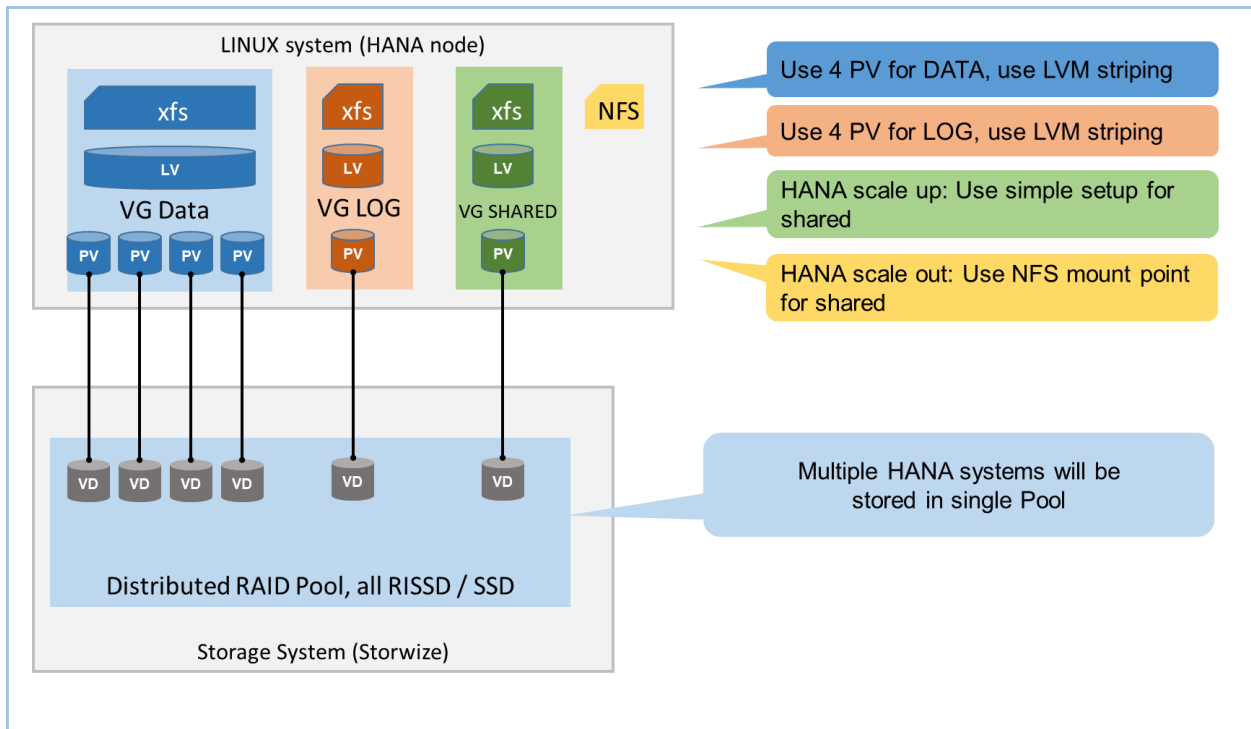 LINUX system (HANA node)
xfs
xfs
xfs
NFS
LV
LV
LV
VG Data
VG LOG
VG SHARED
PV
PV
PV
PV
PV
PV
Use 4 PV for DATA, use LVM striping
Use 4 PV for LOG, use LVM striping
HANA scale up: Use simple setup for
shared
HANA scale out: Use NFS mount point
for shared
VD
VD
VD
VD
VD
VD
Multiple HANA systems will be
stored in single Pool
Distributed RAID Pool, all RISSD / SSD
Storage System (Storwize)